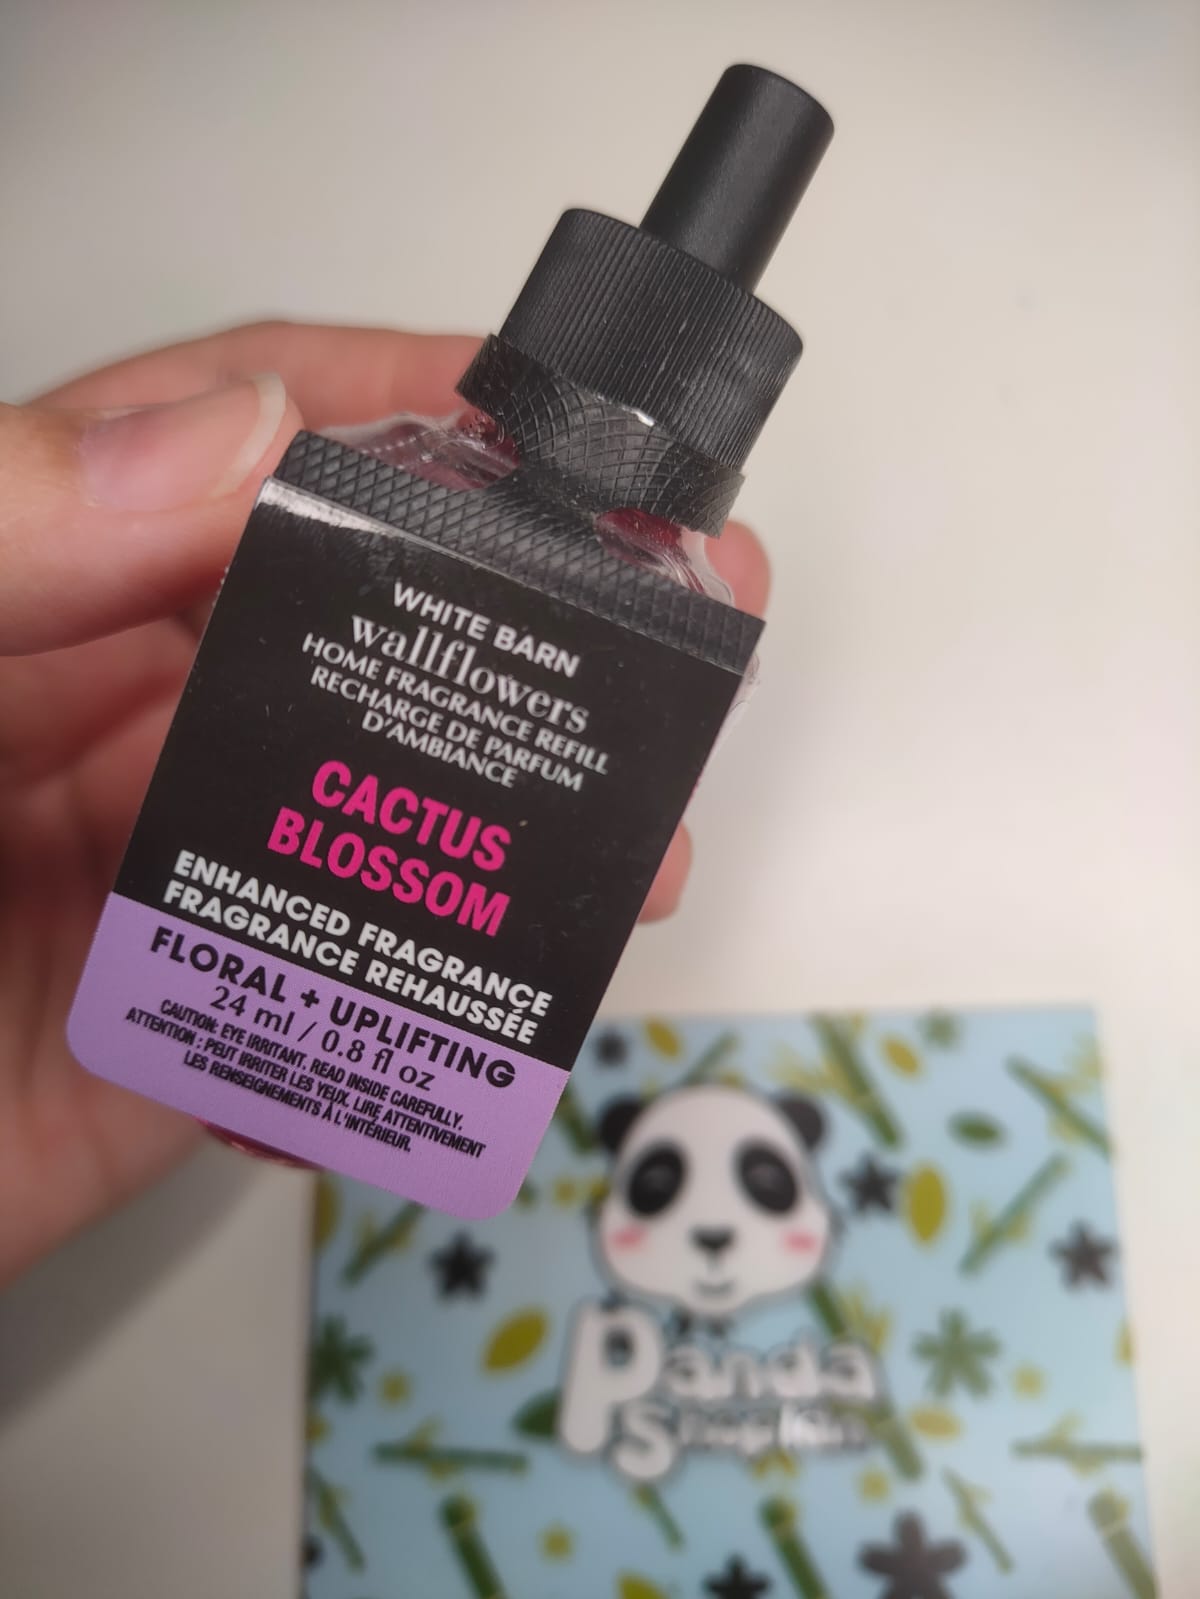 WHITE BARN
wallflowers
HOME FRAGRANCE REFILL
RECHARGE DE PARFUM
D'AMBIANCE
CACTUS
BLOSSOM
ENHANCED FRAGRANCE
FRAGRANCE REHAUSSÉE
FLORAL + UPLIFTING
24 ml / 0.8 fl oz
CAUTION: EYE IRRITANT. READ INSIDE CAREFULLY.
ATTENTION : PEUT IRRITER LES YEUX. LIRE ATTENTIVEMENT
LES RENSEIGNEMENTS À L'INTÉRIEUR.
Panda